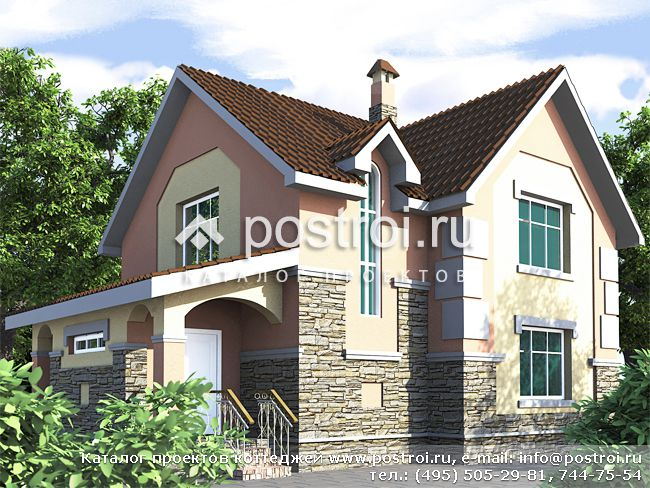 postroi.ru
КАТАЛОГ ПРОЕКТОВ
Каталог проектов коттеджей www.postroi.ru, e-mail: info@postroi.ru
тел.: (495) 505-29-81, 744-75-54